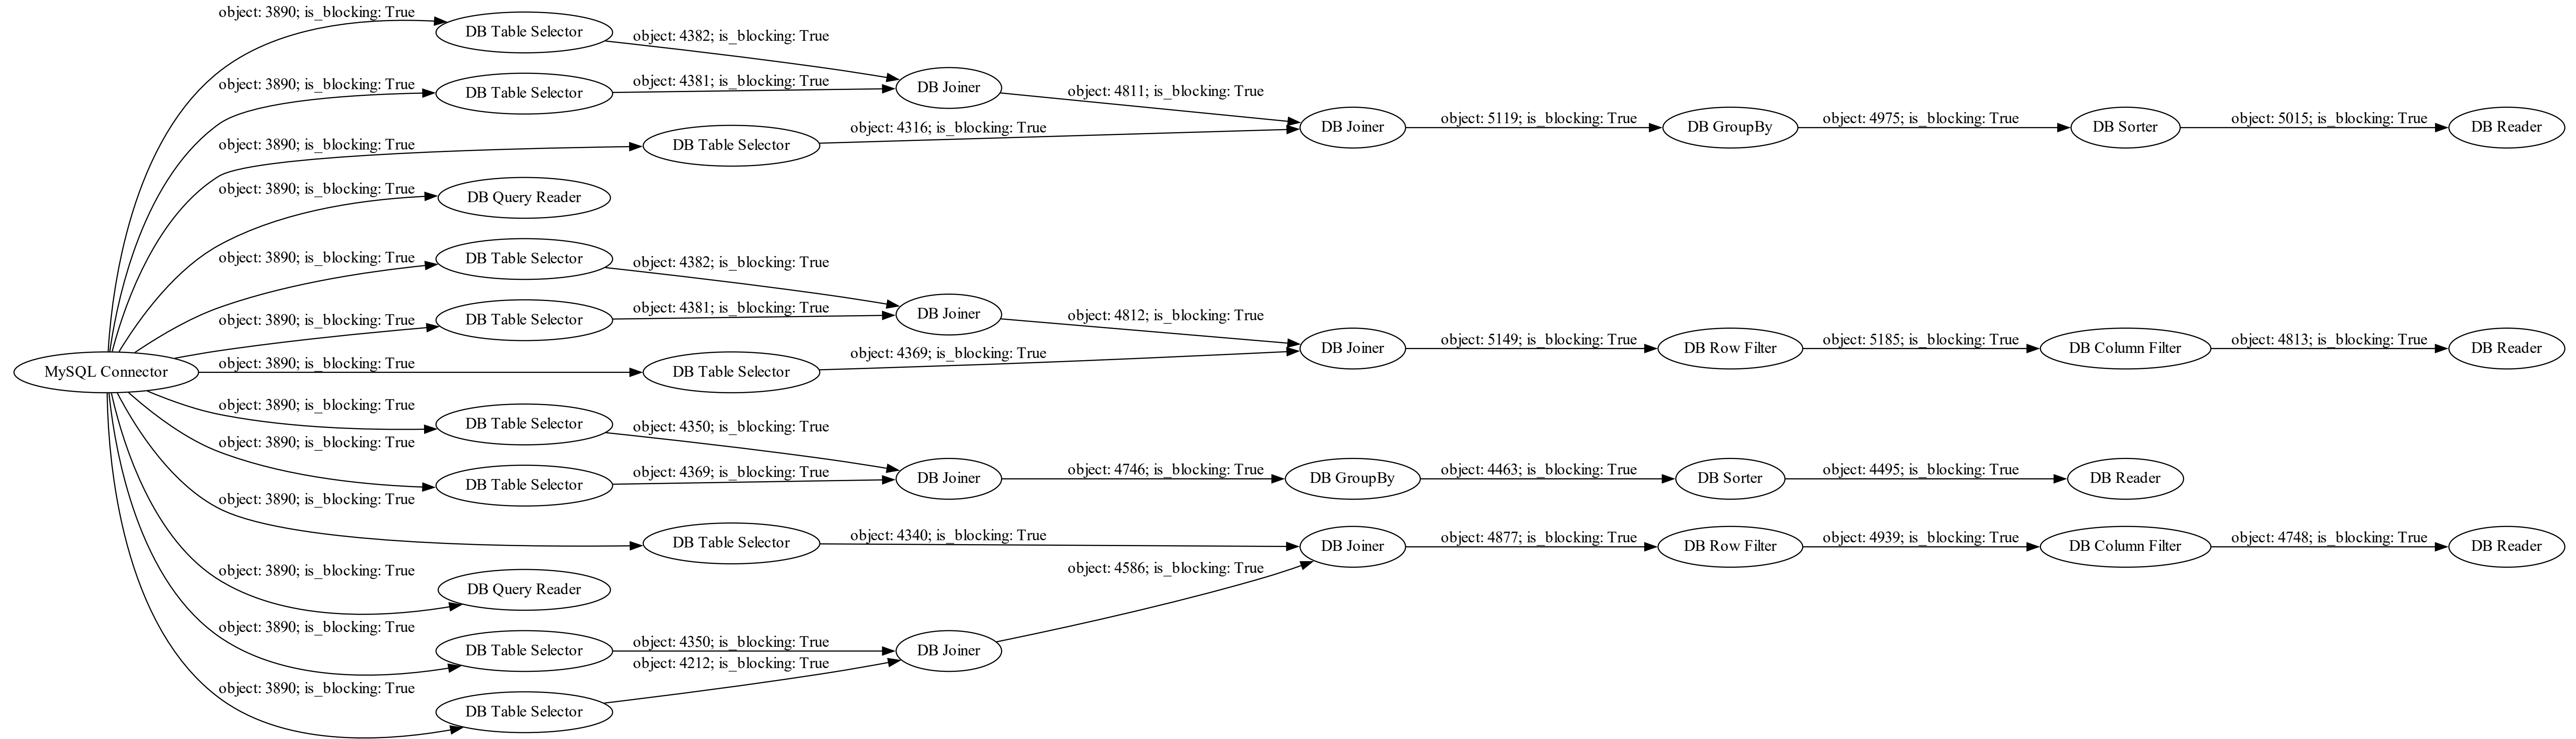 object: 3890; is_blocking: True
DB Table Selector
object: 4382; is_blocking: True
object: 3890; is_blocking: True
DB Table Selector
object: 4381; is_blocking: True
DB Joiner
object: 4811; is_blocking: True
object: 3890; is_blocking: True
DB Table Selector
object: 4316; is_blocking: True
DB Joiner
object: 5119; is_blocking: True
DB GroupBy
object: 4975; is_blocking: True
DB Sorter
object: 5015; is_blocking: True
DB Reader
object: 3890; is_blocking: True
DB Query Reader
object: 3890; is_blocking: True
DB Table Selector
object: 4382; is_blocking: True
object: 3890; is_blocking: True
DB Table Selector
object: 4381; is_blocking: True
DB Joiner
object: 4812; is_blocking: True
MySQL Connector
object: 3890; is_blocking: True
DB Table Selector
object: 4369; is_blocking: True
DB Joiner
object: 5149; is_blocking: True
DB Row Filter
object: 5185; is_blocking: True
DB Column Filter
object: 4813; is_blocking: True
DB Reader
object: 3890; is_blocking: True
DB Table Selector
object: 4350; is_blocking: True
object: 3890; is_blocking: True
DB Table Selector
object: 4369; is_blocking: True
DB Joiner
object: 4746; is_blocking: True
DB GroupBy
object: 4463; is_blocking: True
DB Sorter
object: 4495; is_blocking: True
DB Reader
object: 3890; is_blocking: True
DB Table Selector
object: 4340; is_blocking: True
DB Joiner
object: 4877; is_blocking: True
DB Row Filter
object: 4939; is_blocking: True
DB Column Filter
object: 4748; is_blocking: True
DB Reader
object: 3890; is_blocking: True
DB Query Reader
object: 4586; is_blocking: True
object: 3890; is_blocking: True
DB Table Selector
object: 4350; is_blocking: True
DB Joiner
object: 4212; is_blocking: True
object: 3890; is_blocking: True
DB Table Selector